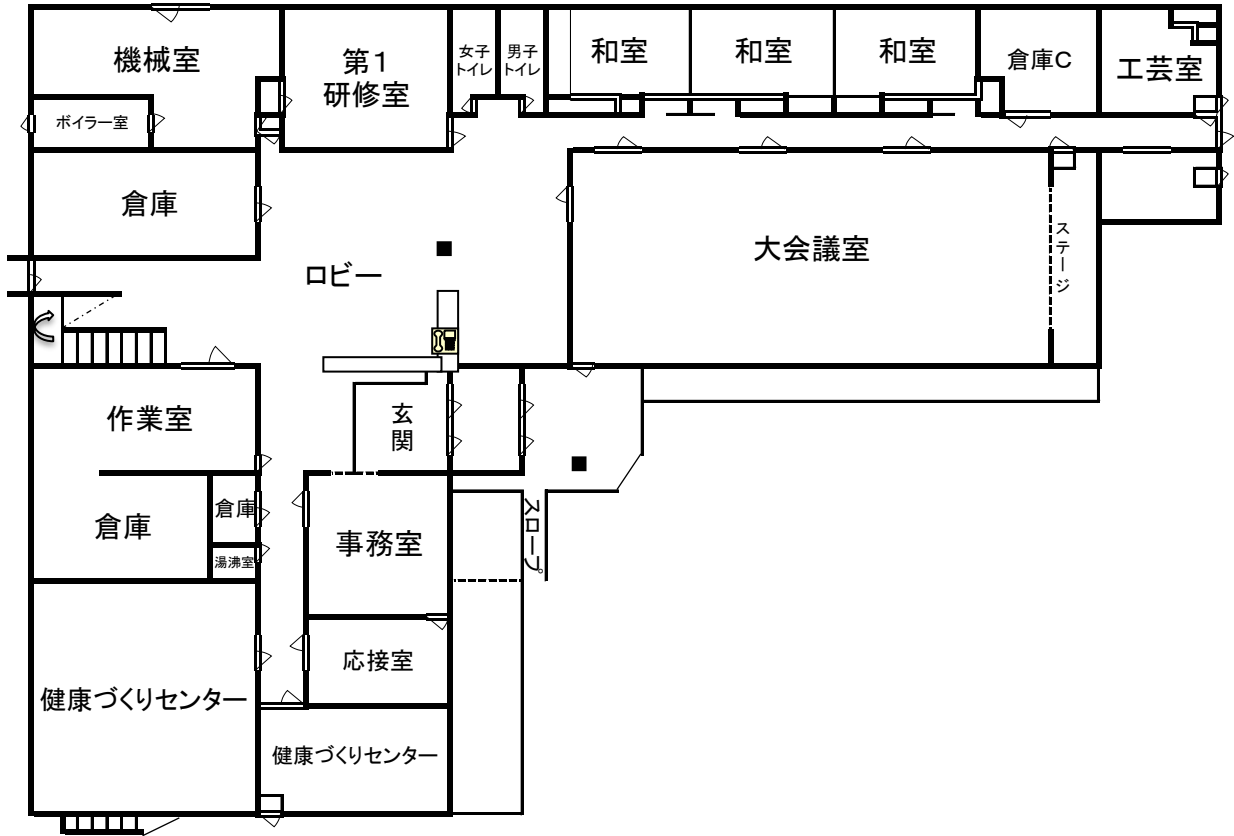 機械室
第１
研修室
女子
トイレ
男子
トイレ
和室
和室
和室
倉庫C
工芸室
ボイラー室
倉庫
ロビー
大会議室
ステージ
作業室
玄関
倉庫
倉庫
湯沸室
事務室
スロープ
応接室
健康づくりセンター
健康づくりセンター